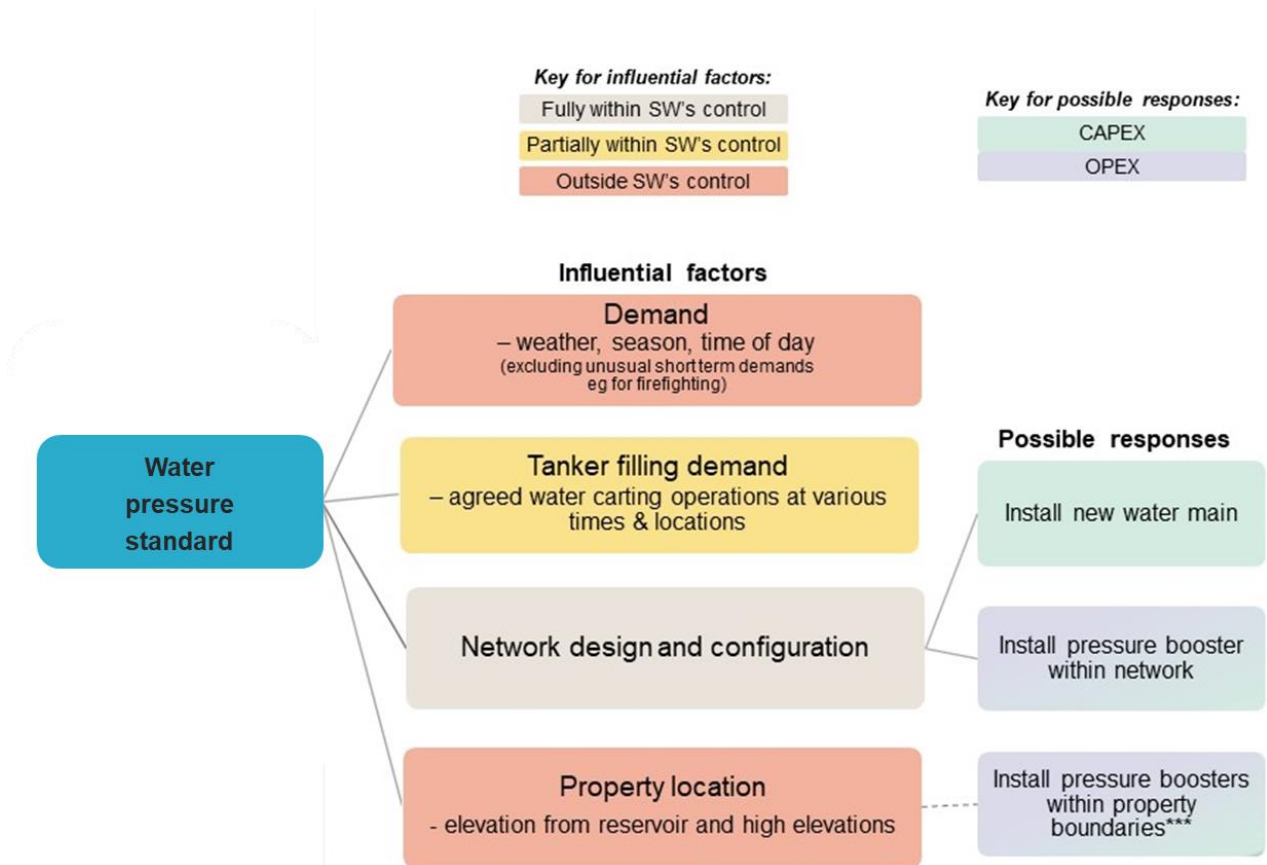 Key for influential factors:
Fully within SW's control
Partially within SW's control
Outside SW's control
Key for possible responses:
CAPEX
OPEX
Influential factors
Demand
– weather, season, time of day
(excluding unusual short term demands
eg for firefighting)
Water
pressure
standard
Tanker filling demand
– agreed water carting operations at various
times & locations
Network design and configuration
Property location
- elevation from reservoir and high elevations
Possible responses
Install new water main
Install pressure booster
within network
Install pressure boosters
within property
boundaries***